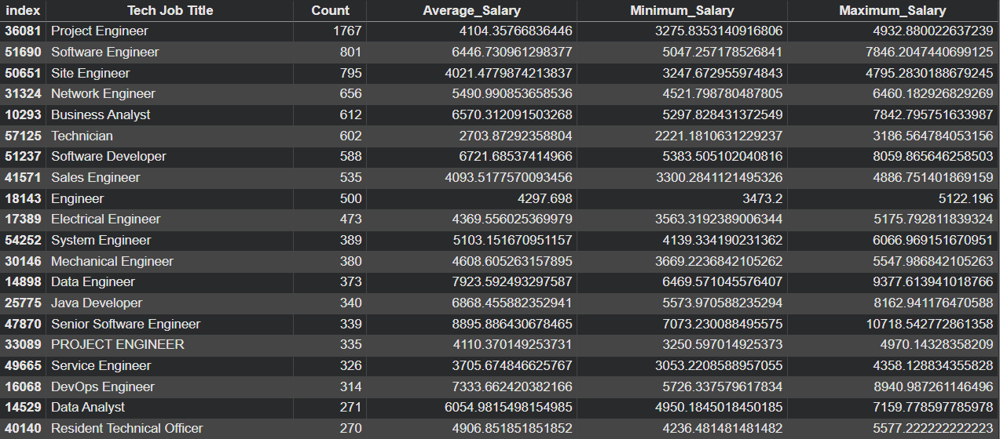 index Tech Job Title Count Average_Salary Minimum_Salary Maximum_Salary
36081 Project Engineer 1767 4104.35766836446 3275.8353140916806 4932.880022637239
51690 Software Engineer 801 6446.730961298377 5047.257178526841 7846.2047440699125
50651 Site Engineer 795 4021.4779874213837 3247.672955974843 4795.2830188679245
31324 Network Engineer 656 5490.990853658536 4521.798780487805 6460.182926829269
10293 Business Analyst 612 6570.312091503268 5297.828431372549 7842.795751633987
57125 Technician 602 2703.87292358804 2221.1810631229237 3186.564784053156
51237 Software Developer 588 6721.68537414966 5383.505102040816 8059.865646258503
41571 Sales Engineer 535 4093.5177570093456 3300.2841121495326 4886.751401869159
18143 Engineer 500 4297.698 3473.2 5122.196
17389 Electrical Engineer 473 4369.556025369979 3563.3192389006344 5175.792811839324
54252 System Engineer 389 5103.151670951157 4139.334190231362 6066.969151670951
30146 Mechanical Engineer 380 4608.605263157895 3669.2236842105262 5547.986842105263
14898 Data Engineer 373 7923.592493297587 6469.571045576407 9377.613941018766
25775 Java Developer 340 6868.455882352941 5573.970588235294 8162.941176470588
47870 Senior Software Engineer 339 8895.886430678465 7073.230088495575 10718.542772861358
33089 PROJECT ENGINEER 335 4110.370149253731 3250.597014925373 4970.14328358209
49665 Service Engineer 326 3705.674846625767 3053.2208588957055 4358.128834355828
16068 DevOps Engineer 314 7333.662420382166 5726.337579617834 8940.987261146496
14529 Data Analyst 271 6054.9815498154985 4950.1845018450185 7159.778597785978
40140 Resident Technical Officer 270 4906.851851851852 4236.481481481482 5577.222222222223